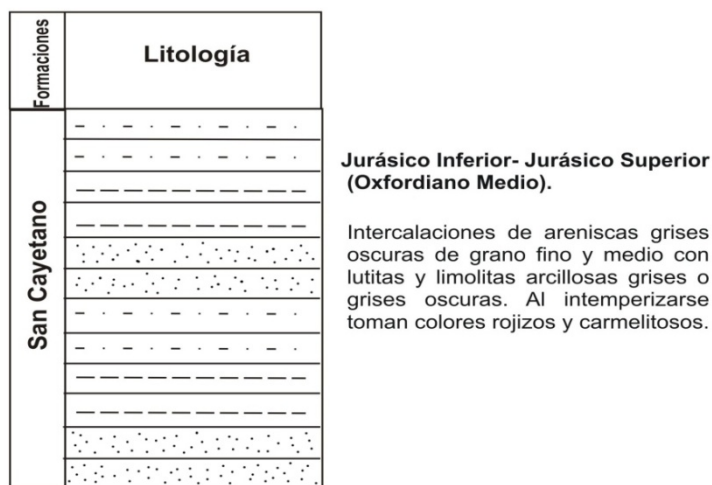 Formaciones
Litología
San Cayetano
Jurásico Inferior- Jurásico Superior
(Oxfordiano Medio).
Intercalaciones de areniscas grises
oscuras de grano fino y medio con
lutitas y limolitas arcillosas grises o
grises oscuras. Al intemperizarse
toman colores rojizos y carmelitosos.